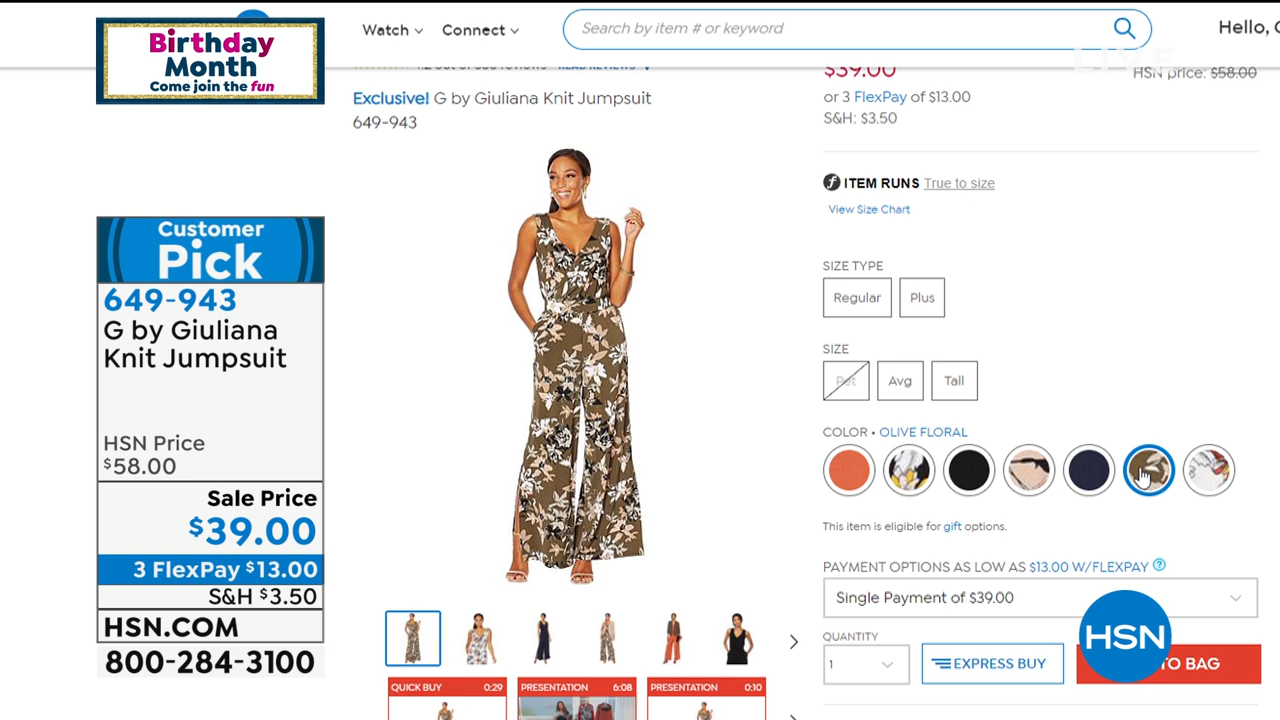 Birthday
Month
Come join the fun
Watch
Connect
Search by item # or keyword
Hello,
LIVE
READ REVIEWS
$39.00
HSN price: $58.00
or 3 FlexPay of $13.00
S&H: $3.50
Exclusive! G by Giuliana Knit Jumpsuit
649-943
ITEM RUNS True to size
View Size Chart
SIZE TYPE
Regular
Plus
SIZE
Pet
Avg
Tall
COLOR • OLIVE FLORAL
This item is eligible for gift options.
PAYMENT OPTIONS AS LOW AS $13.00 W/FLEXPAY ?
Single Payment of $39.00
QUANTITY
1
EXPRESS BUY
TO BAG
HSN
Customer
Pick
649-943
G by Giuliana
Knit Jumpsuit
HSN Price
$58.00
Sale Price
$39.00
3 FlexPay $13.00
S&H $3.50
HSN.COM
800-284-3100
QUICK BUY 0:29
PRESENTATION 6:08
PRESENTATION 0:10